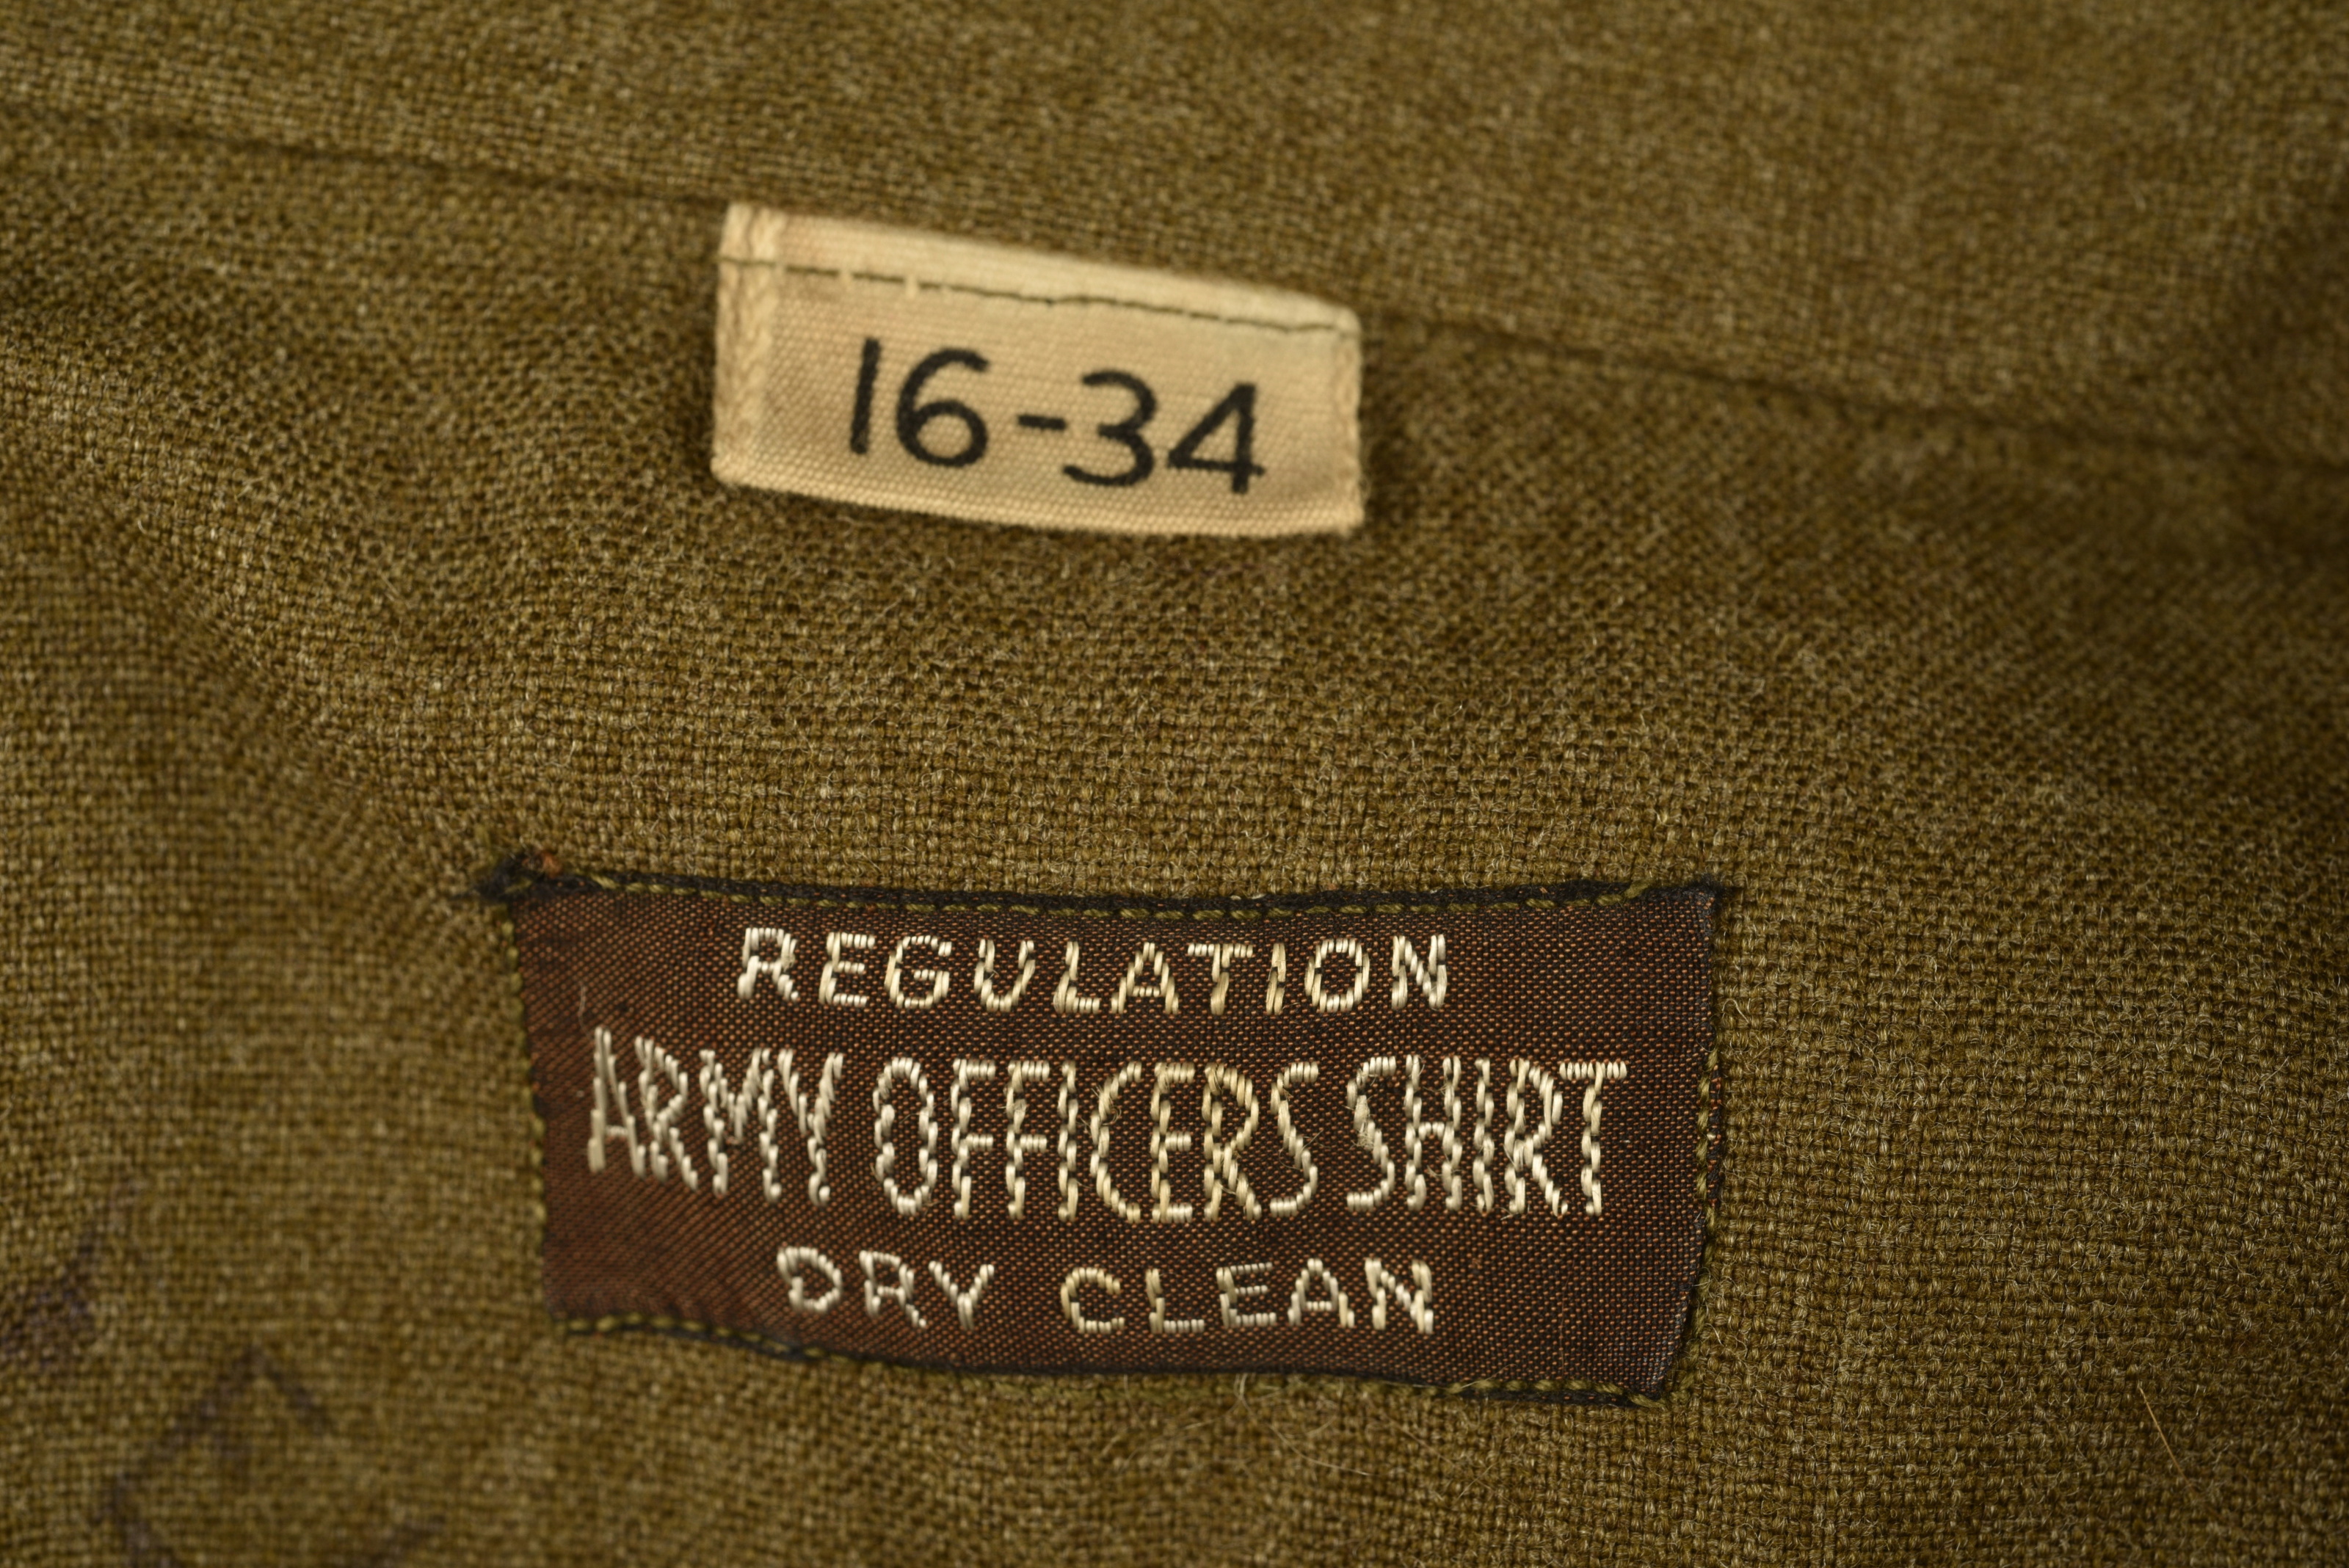 16-34
REGULATION
ARMY OFFICERS SHIRT
DRY CLEAN